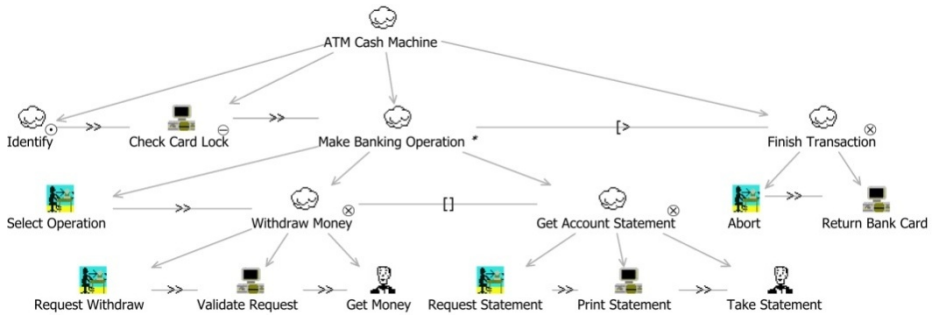 ATM Cash Machine
Identify >> Check Card Lock >> Make Banking Operation * [> Finish Transaction
Select Operation >> Withdraw Money [] Get Account Statement Abort >> Return Bank Card
Request Withdraw >> Validate Request >> Get Money Request Statement >> Print Statement >> Take Statement